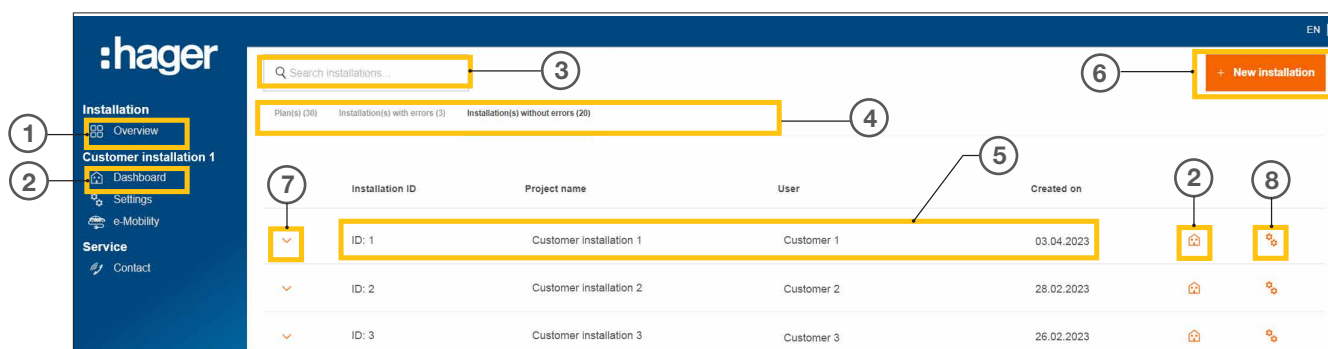 EN
:hager
Search installations...
3
6
+ New installation
Installation
Plan(s) (30) Installation(s) with errors (3) Installation(s) without errors (20)
4
1
Overview
Customer installation 1
5
2
Dashboard
7
2
8
Settings
Installation ID Project name User Created on
e-Mobility
Service
ID: 1 Customer installation 1 Customer 1 03.04.2023
Contact
ID: 2 Customer installation 2 Customer 2 28.02.2023
ID: 3 Customer installation 3 Customer 3 26.02.2023